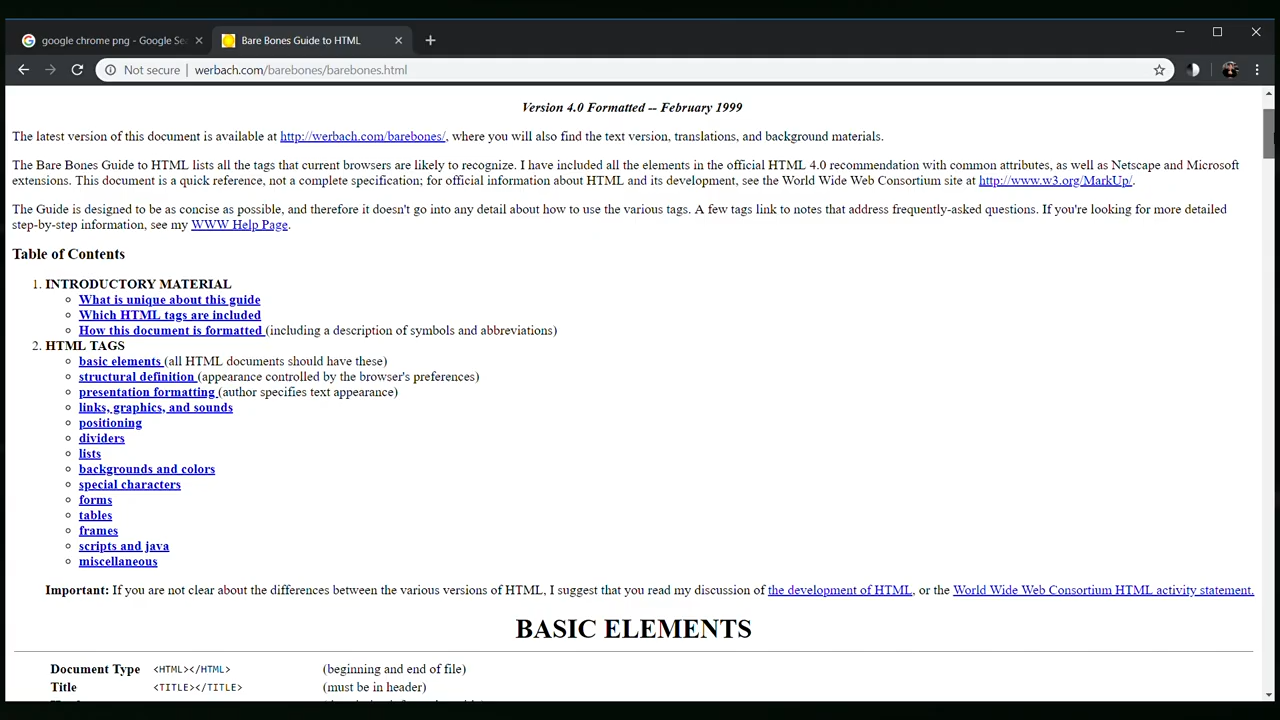 google chrome png - Google Se
Bare Bones Guide to HTML
Not secure | werbach.com/barebones/barebones.html
Version 4.0 Formatted -- February 1999
The latest version of this document is available at http://werbach.com/barebones/, where you will also find the text version, translations, and background materials.
The Bare Bones Guide to HTML lists all the tags that current browsers are likely to recognize. I have included all the elements in the official HTML 4.0 recommendation with common attributes, as well as Netscape and Microsoft
extensions. This document is a quick reference, not a complete specification; for official information about HTML and its development, see the World Wide Web Consortium site at http://www.w3.org/MarkUp/.
The Guide is designed to be as concise as possible, and therefore it doesn't go into any detail about how to use the various tags. A few tags link to notes that address frequently-asked questions. If you're looking for more detailed
step-by-step information, see my WWW Help Page.
Table of Contents
1. INTRODUCTORY MATERIAL
What is unique about this guide
Which HTML tags are included
How this document is formatted (including a description of symbols and abbreviations)
2. HTML TAGS
basic elements (all HTML documents should have these)
structural definition (appearance controlled by the browser's preferences)
presentation formatting (author specifies text appearance)
links, graphics, and sounds
positioning
dividers
lists
backgrounds and colors
special characters
forms
tables
frames
scripts and java
miscellaneous
Important: If you are not clear about the differences between the various versions of HTML, I suggest that you read my discussion of the development of HTML, or the World Wide Web Consortium HTML activity statement.
BASIC ELEMENTS
Document Type <HTML></HTML> (beginning and end of file)
Title <TITLE></TITLE> (must be in header)